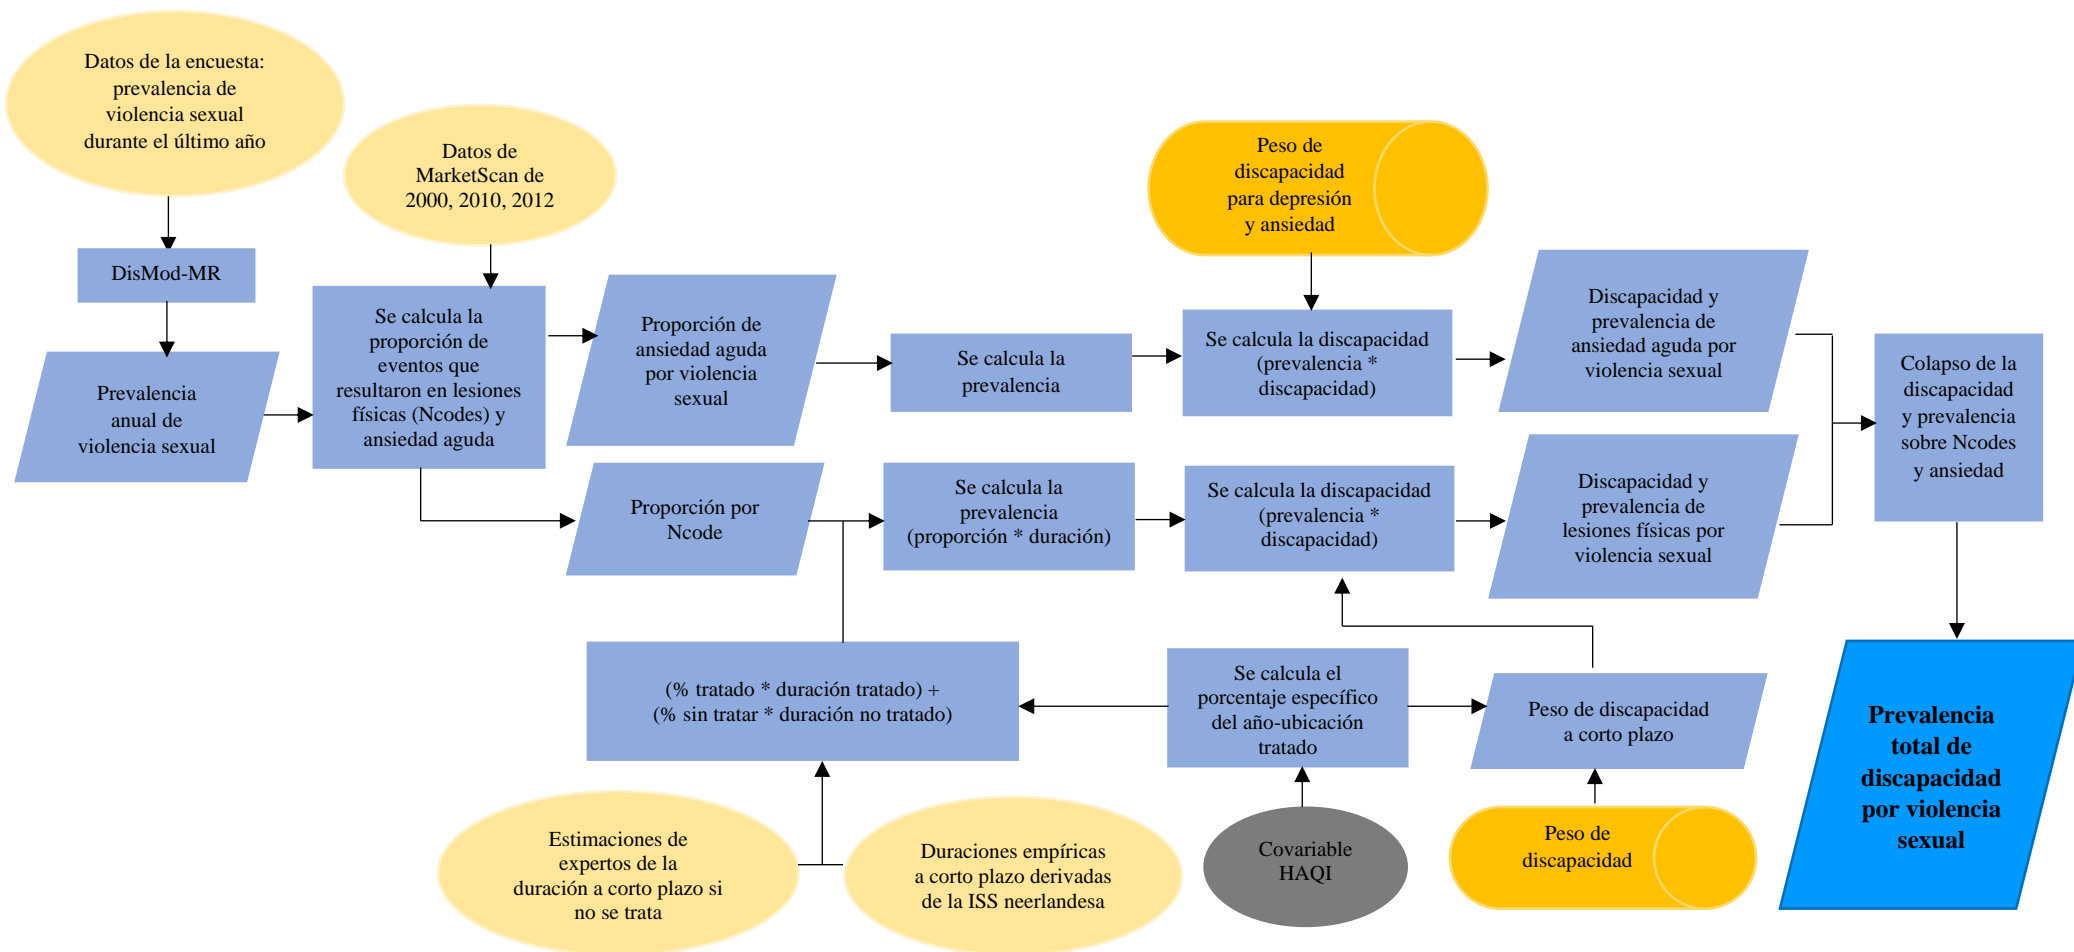 Datos de la encuesta:
prevalencia de
violencia sexual
durante el último año
Datos de
MarketScan de
2000, 2010, 2012
Peso de
discapacidad
para depresión
y ansiedad
DisMod-MR
Prevalencia
anual de
violencia sexual
Se calcula la
proporción de
eventos que
resultaron en lesiones
físicas (Ncodes) y
ansiedad aguda
Proporción de
ansiedad aguda
por violencia
sexual
Se calcula la
prevalencia
Se calcula la discapacidad
(prevalencia *
discapacidad)
Discapacidad y
prevalencia de
ansiedad aguda por
violencia sexual
Colapso de la
discapacidad
y prevalencia
sobre Ncodes
y ansiedad
Proporción por
Ncode
Se calcula la
prevalencia
(proporción * duración)
Se calcula la discapacidad
(prevalencia *
discapacidad)
Discapacidad y
prevalencia de
lesiones físicas por
violencia sexual
(% tratado * duración tratado) +
(% sin tratar * duración no tratado)
Se calcula el
porcentaje específico
del año-ubicación
tratado
Peso de discapacidad
a corto plazo
Prevalencia
total de
discapacidad
por violencia
sexual
Estimaciones de
expertos de la
duración a corto plazo si
no se trata
Duraciones empíricas
a corto plazo derivadas
de la ISS neerlandesa
Covariable
HAQI
Peso de
discapacidad